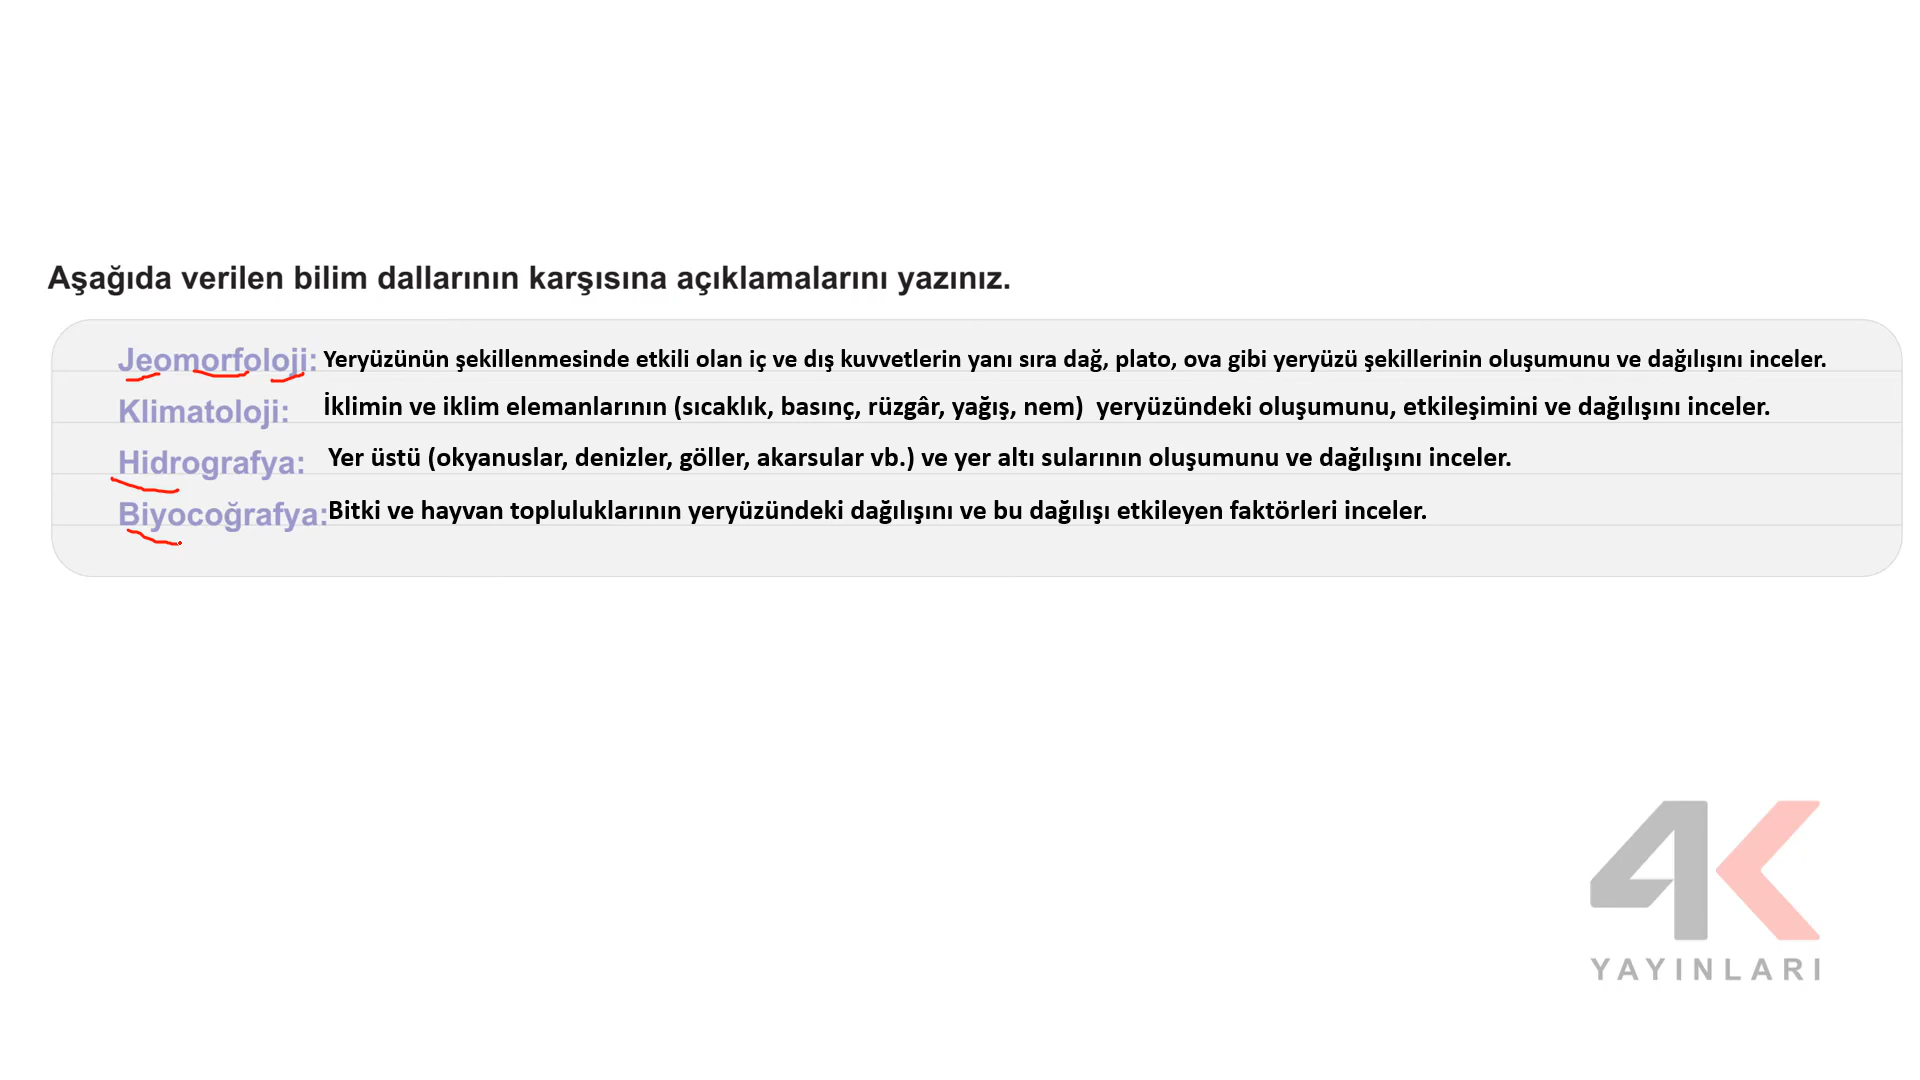 Aşağıda verilen bilim dallarının karşısına açıklamalarını yazınız.
Jeomorfoloji: Yeryüzünün şekillenmesinde etkili olan iç ve dış kuvvetlerin yanı sıra dağ, plato, ova gibi yeryüzü şekillerinin oluşumunu ve dağılışını inceler.
Klimatoloji: İklimin ve iklim elemanlarının (sıcaklık, basınç, rüzgâr, yağış, nem) yeryüzündeki oluşumunu, etkileşimini ve dağılışını inceler.
Hidrografya: Yer üstü (okyanuslar, denizler, göller, akarsular vb.) ve yer altı sularının oluşumunu ve dağılışını inceler.
Biyocoğrafya: Bitki ve hayvan topluluklarının yeryüzündeki dağılışını ve bu dağılışı etkileyen faktörleri inceler.
4K
YAYINLARI